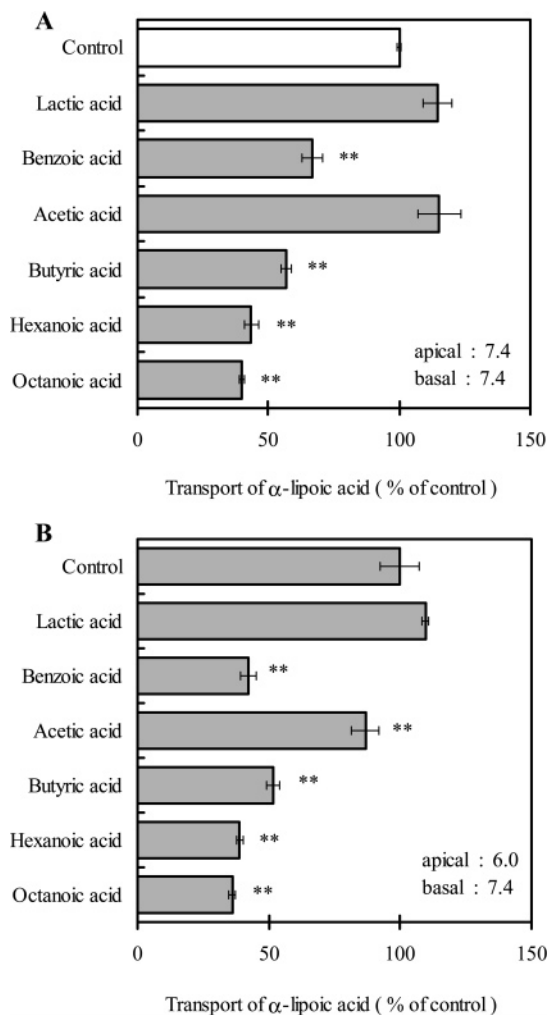 A
Control
Lactic acid
Benzoic acid
**
Acetic acid
Butyric acid
**
Hexanoic acid
**
apical : 7.4
Octanoic acid
**
basal : 7.4
0
50
100
150
Transport of α-lipoic acid ( % of control )
B
Control
Lactic acid
Benzoic acid
**
Acetic acid
**
Butyric acid
**
Hexanoic acid
**
apical : 6.0
Octanoic acid
**
basal : 7.4
0
50
100
150
Transport of α-lipoic acid ( % of control )